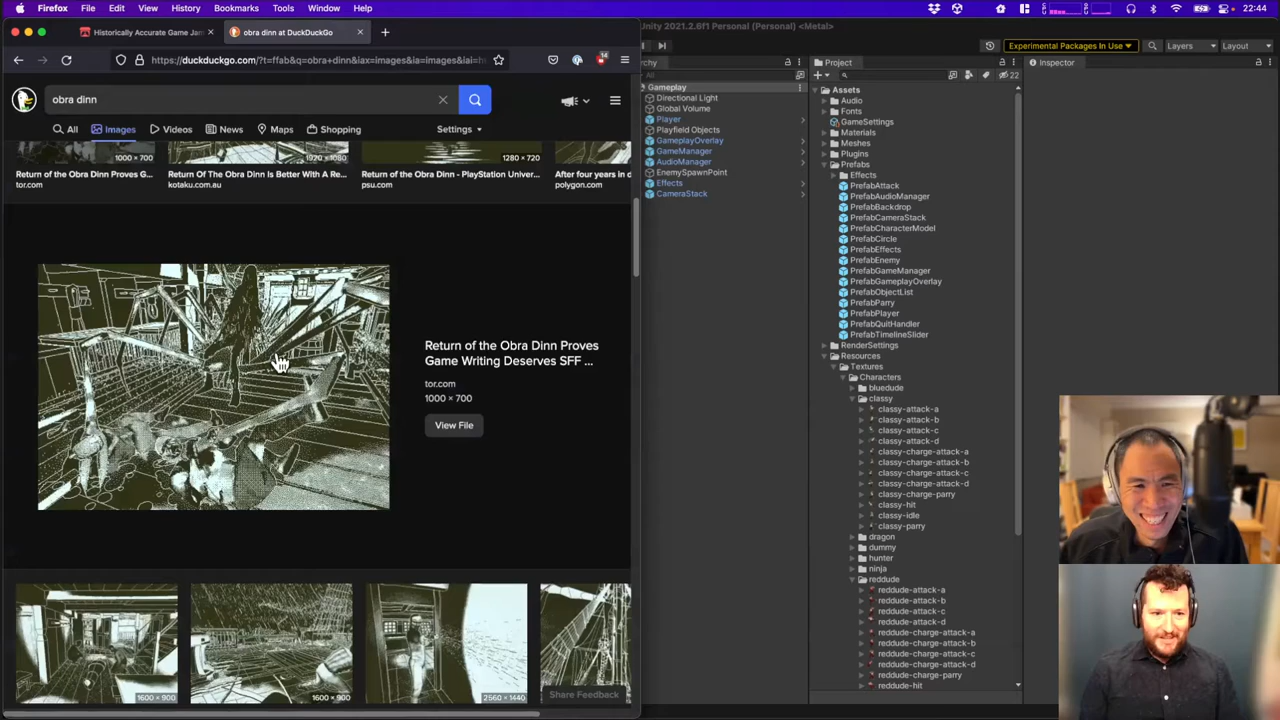 Firefox File Edit View History Bookmarks Tools Window Help 22:44
Historically Accurate Game Jam
obra dinn at DuckDuckGo
https://duckduckgo.com/?t=ffab&q=obra+dinn&iax=images&ia=images&iai=h
14
obra dinn
All Images Videos News Maps Shopping Settings
1000 × 700
1920 × 1080
1280 × 720
Return of the Obra Dinn Proves G...
tor.com
Return Of The Obra Dinn Is Better With A Re...
kotaku.com.au
Return of the Obra Dinn - PlayStation Univer...
psu.com
After four years in d
polygon.com
Return of the Obra Dinn Proves
Game Writing Deserves SFF ...
tor.com
1000 × 700
View File
1600 × 900
1600 × 900
2560 × 1440
Share Feedback
Unity 2021.2.6f1 Personal (Personal) <Metal>
Experimental Packages In Use
Layers
Layout
rchy
All
Gameplay
Directional Light
Global Volume
Player
Playfield Objects
GameplayOverlay
GameManager
AudioManager
EnemySpawnPoint
Effects
CameraStack
Project
22
Assets
Audio
Fonts
GameSettings
Materials
Meshes
Plugins
Prefabs
Effects
PrefabAttack
PrefabAudioManager
PrefabBackdrop
PrefabCameraStack
PrefabCharacterModel
PrefabCircle
PrefabEffects
PrefabEnemy
PrefabGameManager
PrefabGameplayOverlay
PrefabObjectList
PrefabParry
PrefabPlayer
PrefabQuitHandler
PrefabTimelineSlider
RenderSettings
Resources
Textures
Characters
bluedude
classy
classy-attack-a
classy-attack-b
classy-attack-c
classy-attack-d
classy-charge-attack-a
classy-charge-attack-b
classy-charge-attack-c
classy-charge-attack-d
classy-charge-parry
classy-hit
classy-idle
classy-parry
dragon
dummy
hunter
ninja
reddude
reddude-attack-a
reddude-attack-b
reddude-attack-c
reddude-attack-d
reddude-charge-attack-a
reddude-charge-attack-b
reddude-charge-attack-c
reddude-charge-attack-d
reddude-charge-parry
reddude-hit
Inspector